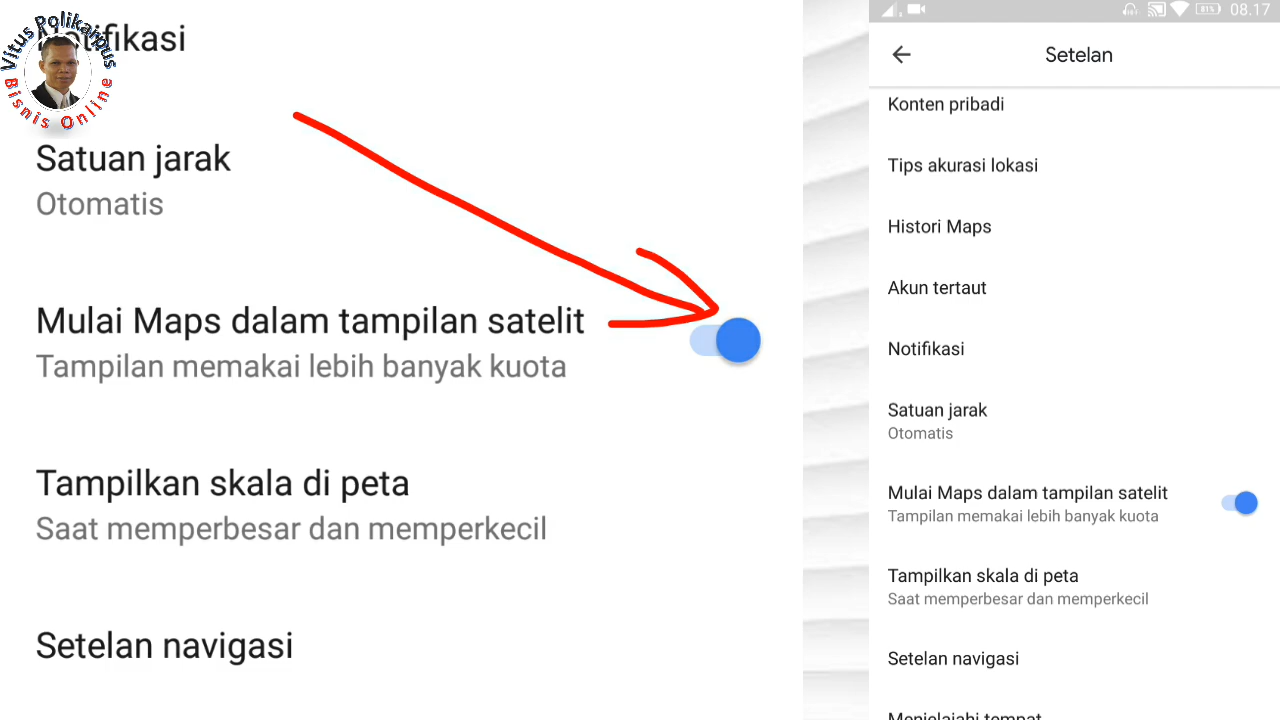 Vitus Polikarpus
Bisnis Online
Notifikasi
Satuan jarak
Otomatis
Mulai Maps dalam tampilan satelit
Tampilan memakai lebih banyak kuota
Tampilkan skala di peta
Saat memperbesar dan memperkecil
Setelan navigasi
81%
08.17
Setelan
Konten pribadi
Tips akurasi lokasi
Histori Maps
Akun tertaut
Notifikasi
Satuan jarak
Otomatis
Mulai Maps dalam tampilan satelit
Tampilan memakai lebih banyak kuota
Tampilkan skala di peta
Saat memperbesar dan memperkecil
Setelan navigasi
Menjelajahi tempat